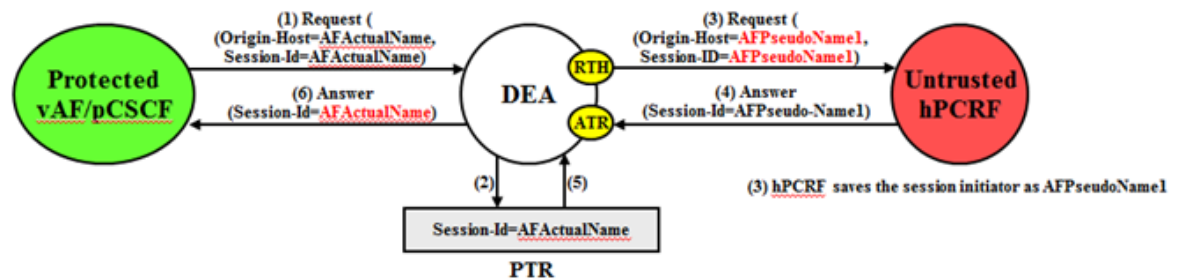 (1) Request (
(Origin-Host=AFActualName,
Session-Id=AFActualName)
(3) Request (
(Origin-Host=AFPseudoName1,
Session-ID=AFPseudoName1)
Protected
vAF/pCSCF
DEA
RTH
ATR
Untrusted
hPCRF
(6) Answer
(Session-Id=AFActualName)
(4) Answer
(Session-Id=AFPseudo-Name1)
(2)
(5)
(3) hPCRF saves the session initiator as AFPseudoName1
Session-Id=AFActualName
PTR